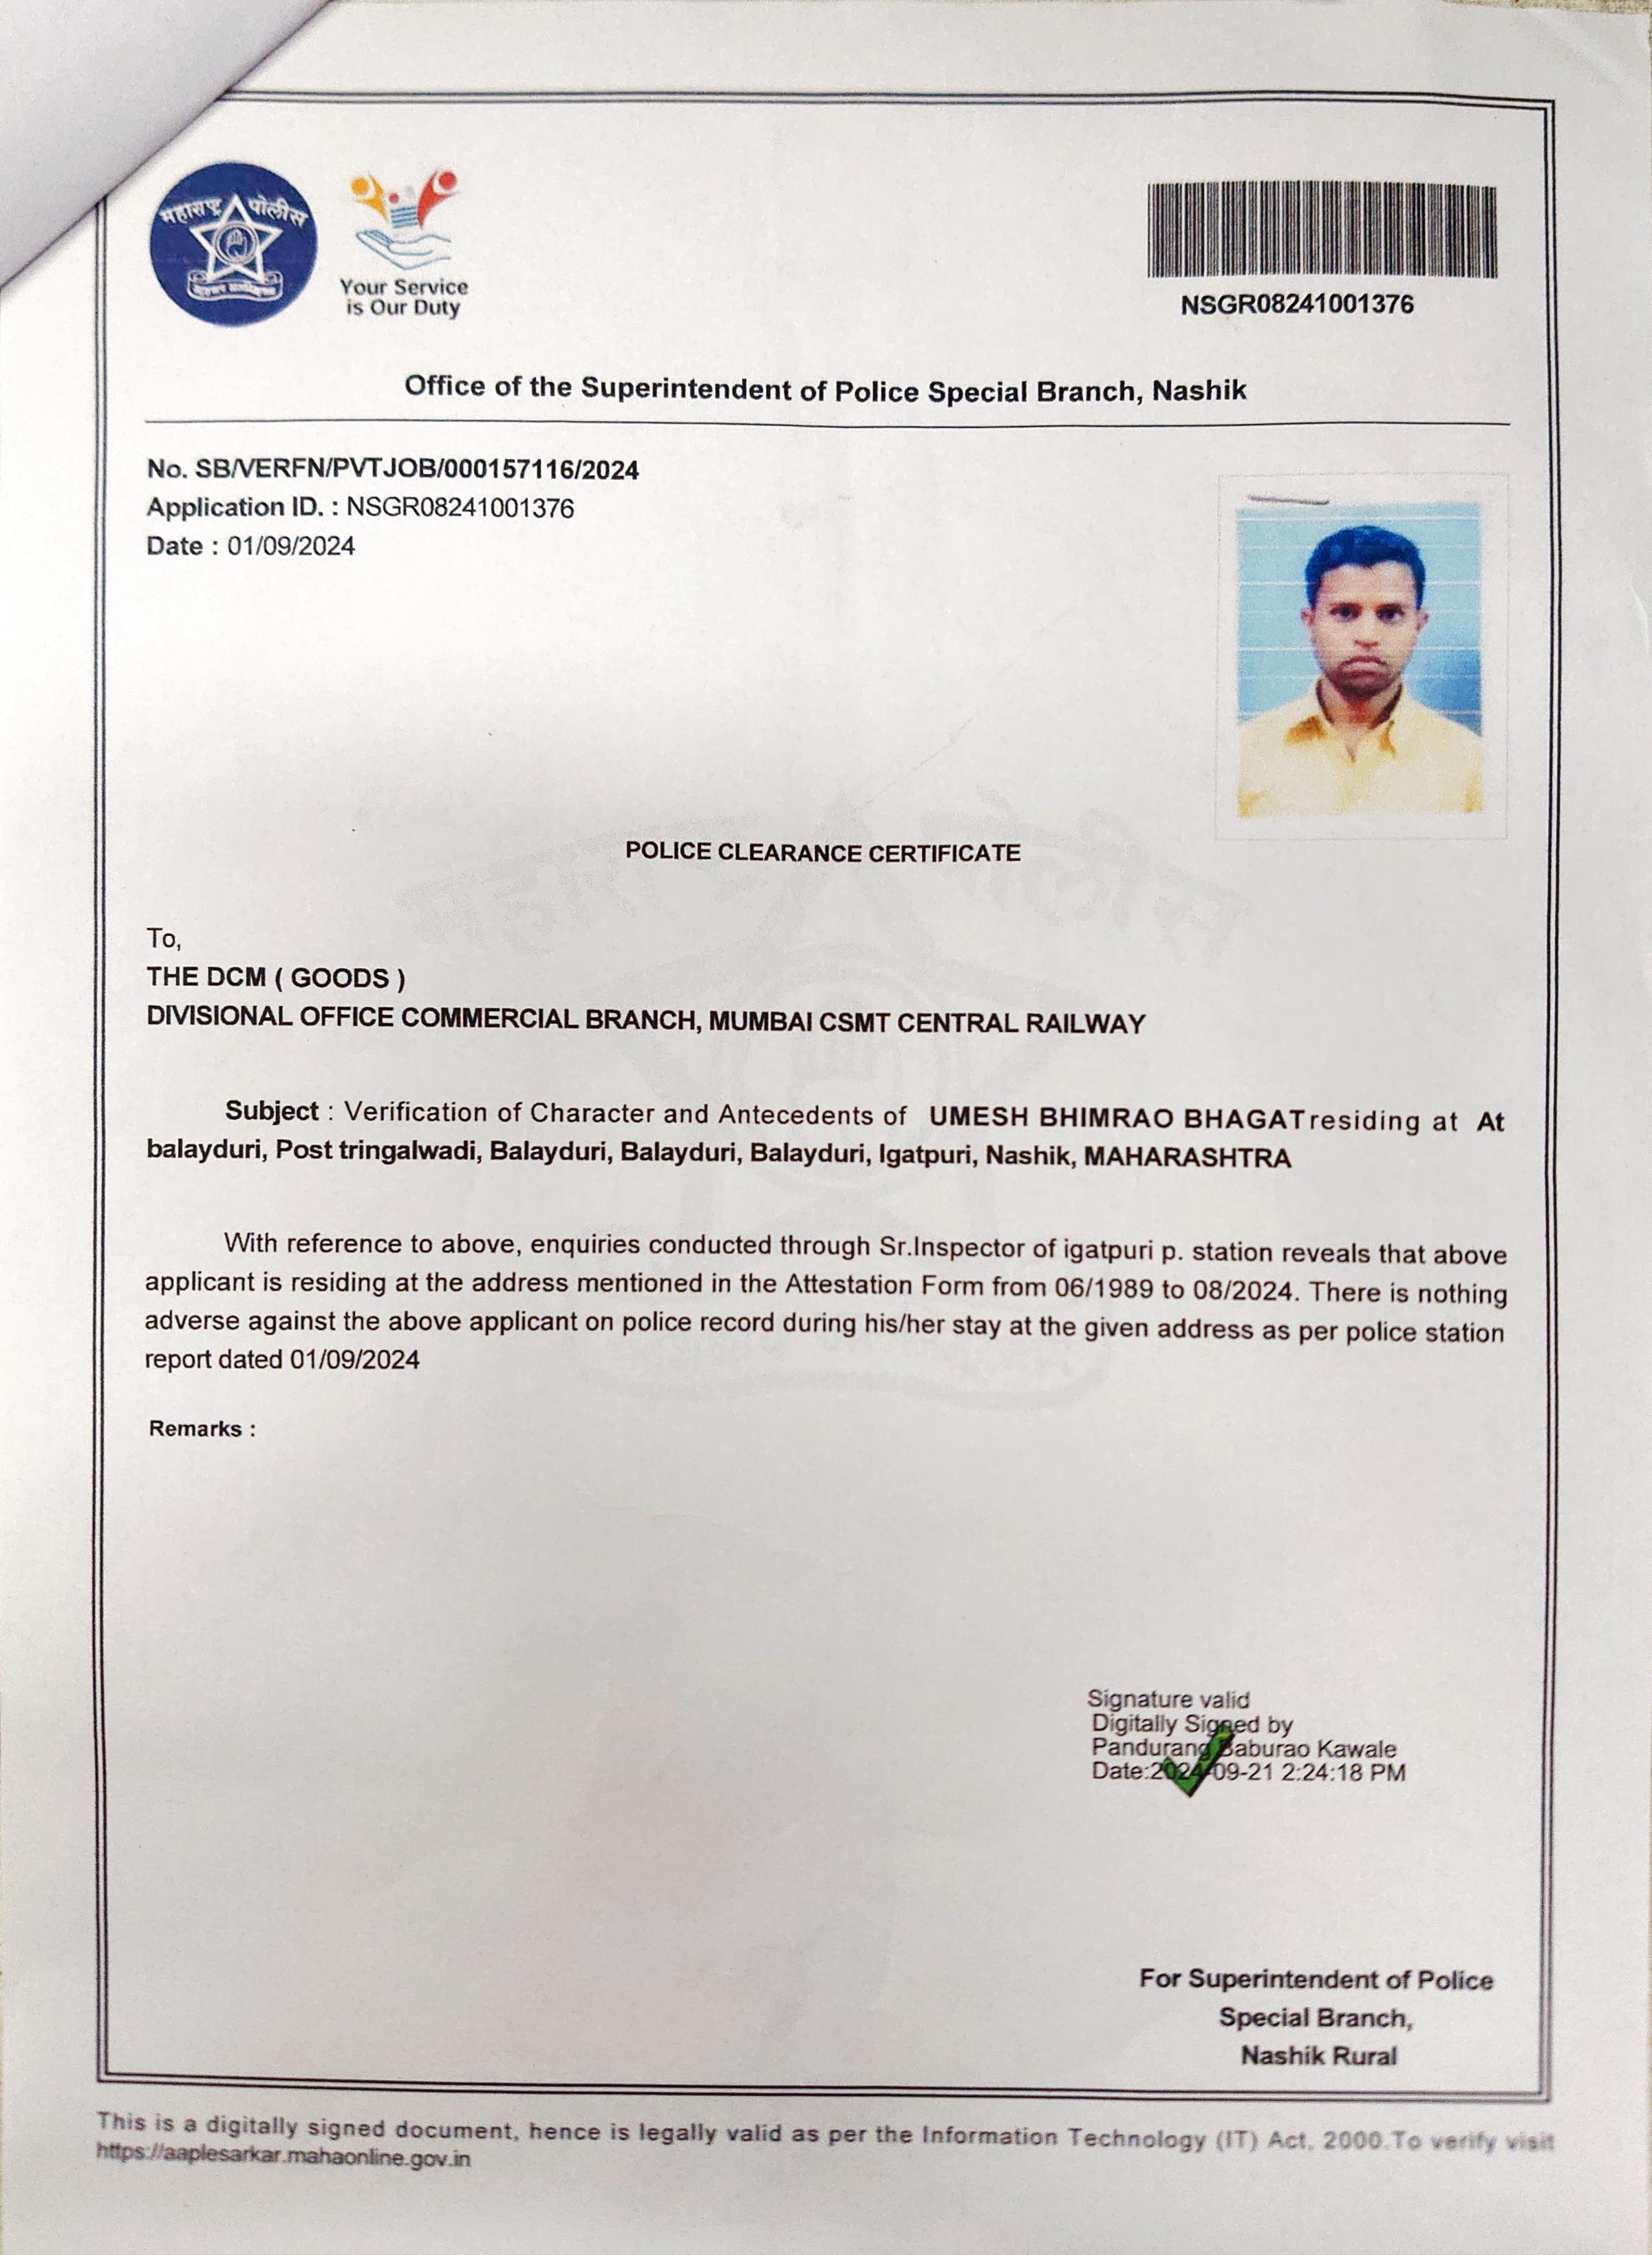 महाराष्ट्र पोलीस
Your Service
is Our Duty
NSGR08241001376
Office of the Superintendent of Police Special Branch, Nashik
No. SB/VERFN/PVTJOB/000157116/2024
Application ID. : NSGR08241001376
Date : 01/09/2024
POLICE CLEARANCE CERTIFICATE
To,
THE DCM ( GOODS )
DIVISIONAL OFFICE COMMERCIAL BRANCH, MUMBAI CSMT CENTRAL RAILWAY
Subject : Verification of Character and Antecedents of UMESH BHIMRAO BHAGAT residing at At
balayduri, Post tringalwadi, Balayduri, Balayduri, Balayduri, Igatpuri, Nashik, MAHARASHTRA
With reference to above, enquiries conducted through Sr.Inspector of igatpuri p. station reveals that above
applicant is residing at the address mentioned in the Attestation Form from 06/1989 to 08/2024. There is nothing
adverse against the above applicant on police record during his/her stay at the given address as per police station
report dated 01/09/2024
Remarks :
Signature valid
Digitally Signed by
Pandurang Baburao Kawale
Date:2024-09-21 2:24:18 PM
For Superintendent of Police
Special Branch,
Nashik Rural
This is a digitally signed document, hence is legally valid as per the Information Technology (IT) Act, 2000.To verify visit
https://aaplesarkar.mahaonline.gov.in